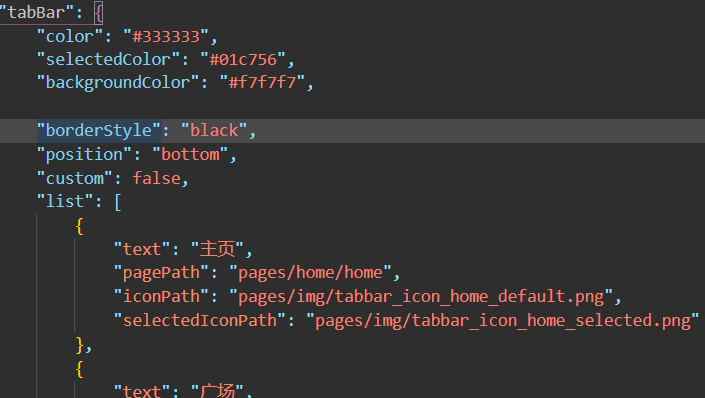 "tabBar": {
"color": "#333333",
"selectedColor": "#01c756",
"backgroundColor": "#f7f7f7",
"borderStyle": "black",
"position": "bottom",
"custom": false,
"list": [
{
"text": "主页",
"pagePath": "pages/home/home",
"iconPath": "pages/img/tabbar_icon_home_default.png",
"selectedIconPath": "pages/img/tabbar_icon_home_selected.png"
},
{
"text": "广场",